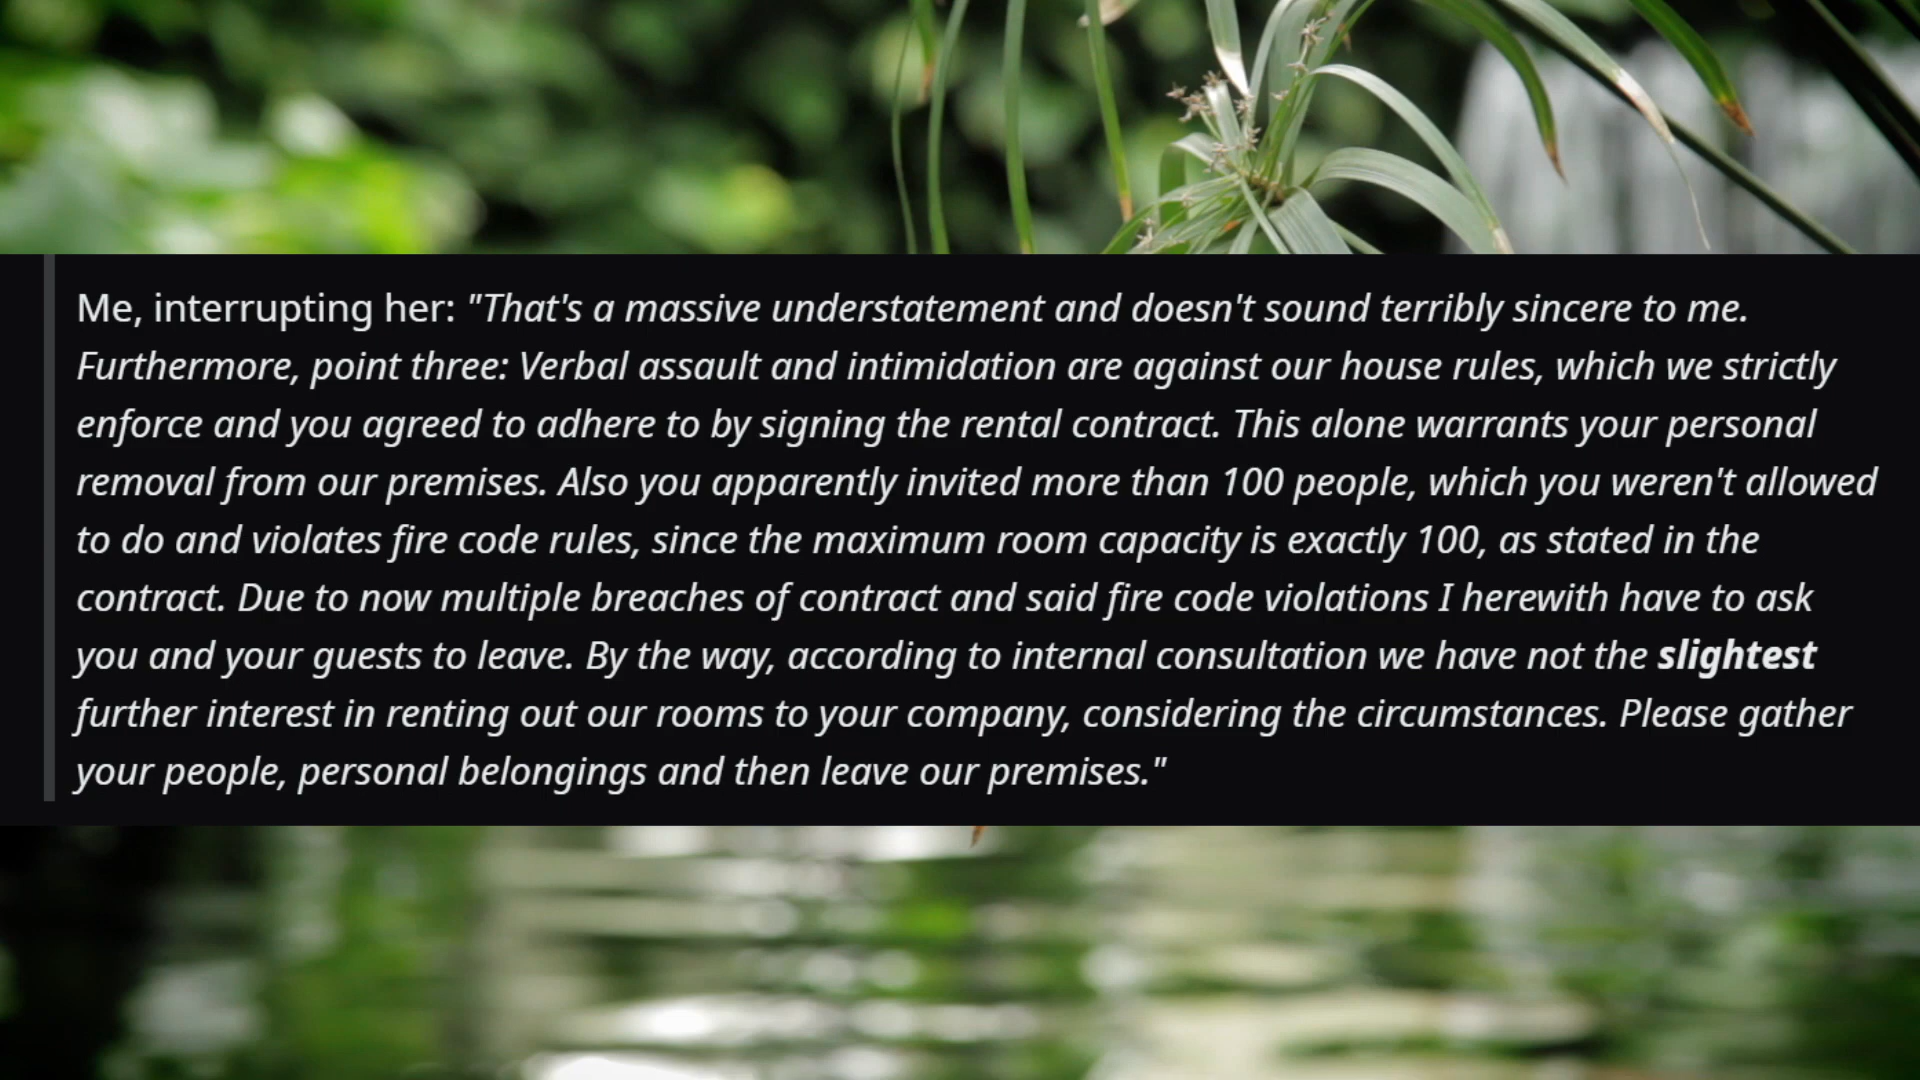 Me, interrupting her: "That's a massive understatement and doesn't sound terribly sincere to me.
Furthermore, point three: Verbal assault and intimidation are against our house rules, which we strictly
enforce and you agreed to adhere to by signing the rental contract. This alone warrants your personal
removal from our premises. Also you apparently invited more than 100 people, which you weren't allowed
to do and violates fire code rules, since the maximum room capacity is exactly 100, as stated in the
contract. Due to now multiple breaches of contract and said fire code violations I herewith have to ask
you and your guests to leave. By the way, according to internal consultation we have not the slightest
further interest in renting out our rooms to your company, considering the circumstances. Please gather
your people, personal belongings and then leave our premises."